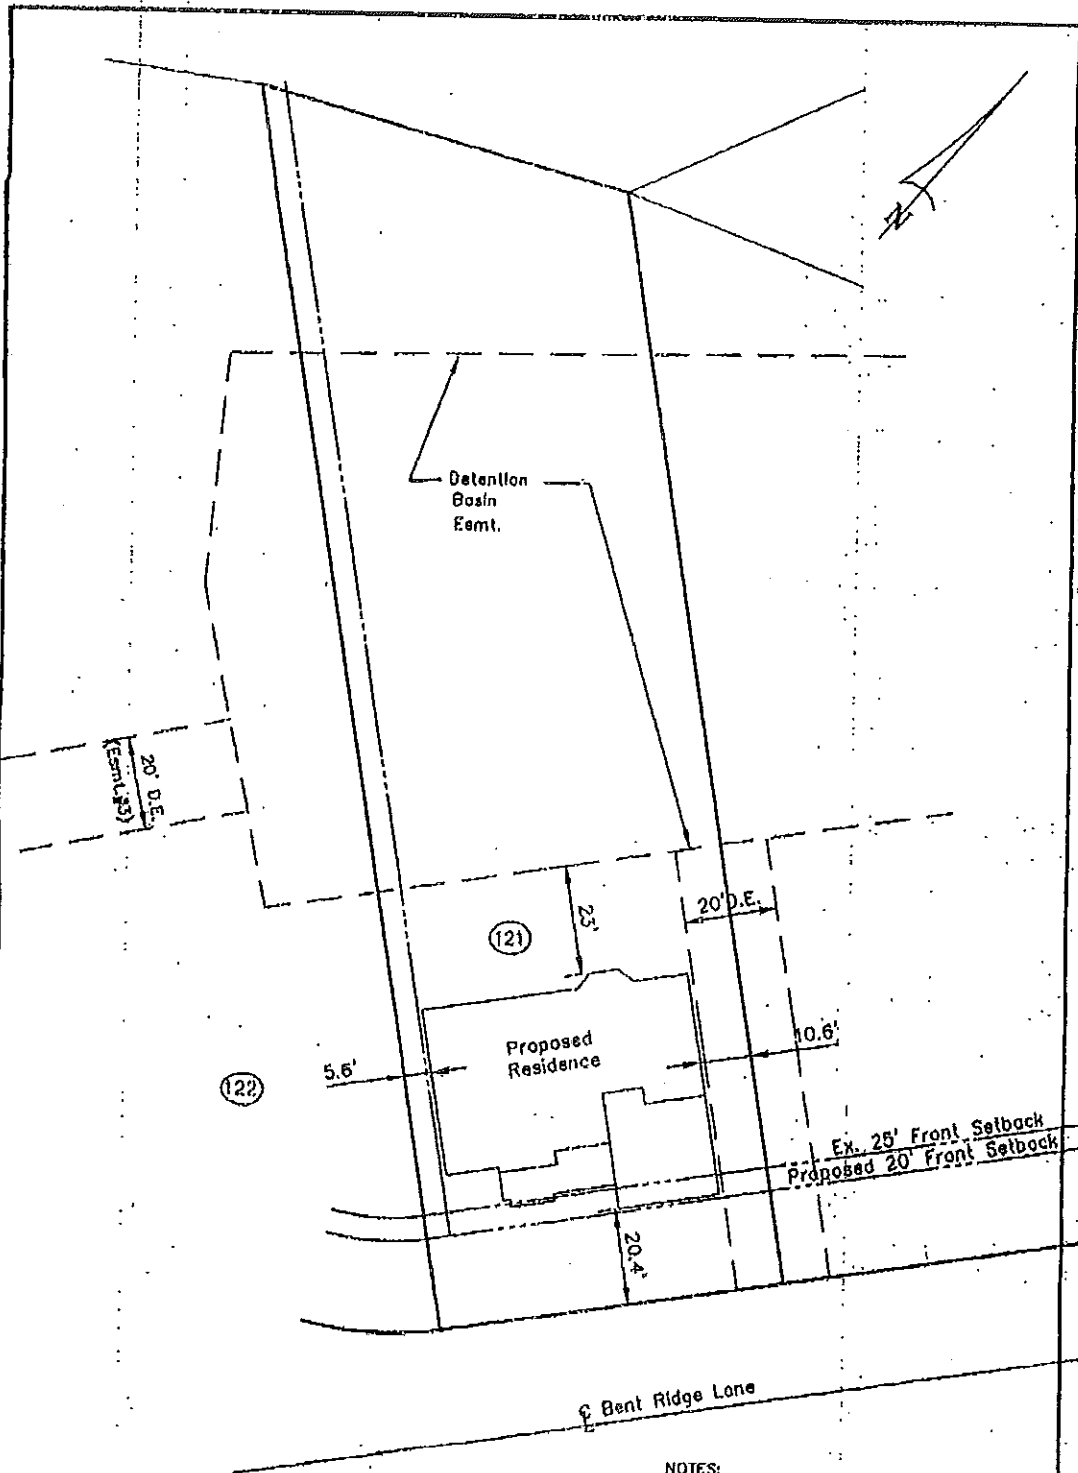 N
Detention
Basin
Esmt.
20' D.E.
(Esmt.#3)
23'
20' D.E.
121
Proposed
Residence
5.6'
10.6'
122
Ex. 25' Front Setback
Proposed 20' Front Setback
20.4'
Bent Ridge Lane
NOTES: